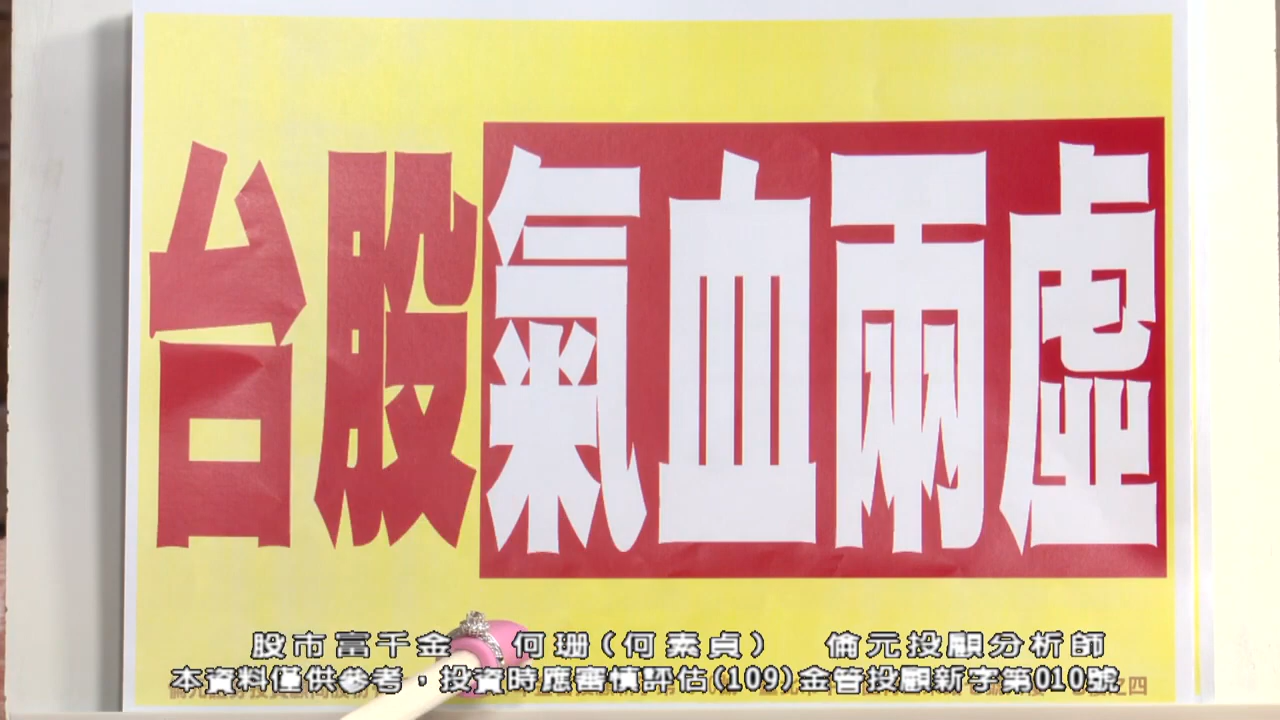 台股氣血兩虛
股市富千金 何珊(何素貞) 倫元投顧分析師
本資料僅供參考,投資時應審慎評估(109)金管投顧新字第010號